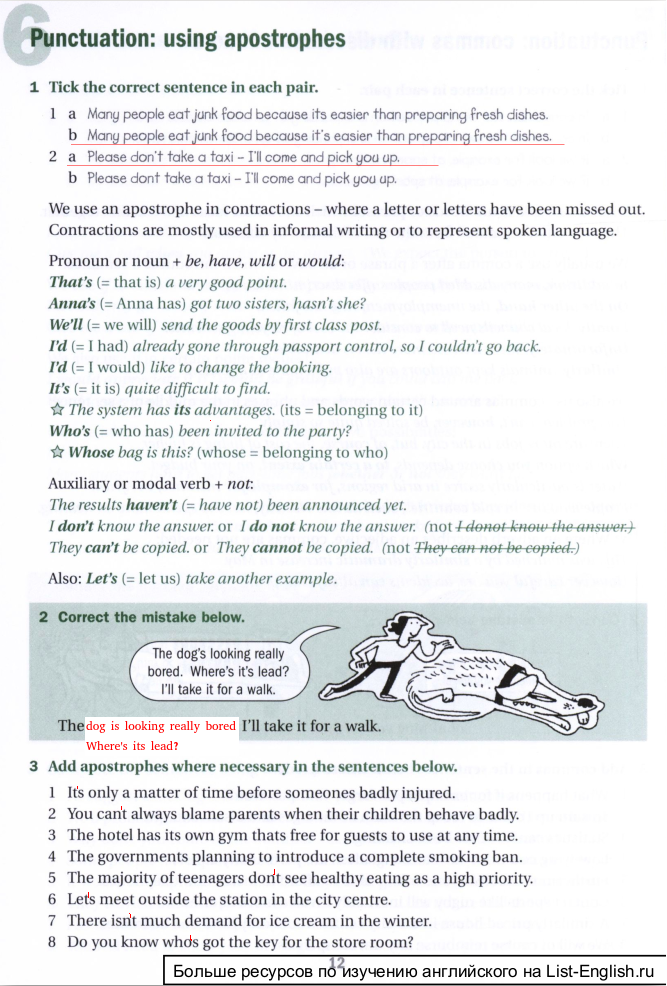 6
Punctuation: using apostrophes
1 Tick the correct sentence in each pair.
1 a Many people eat junk food because its easier than preparing fresh dishes.
b Many people eat junk food because it's easier than preparing fresh dishes.
2 a Please don't take a taxi – I'll come and pick you up.
b Please dont take a taxi – I'll come and pick you up.
We use an apostrophe in contractions – where a letter or letters have been missed out.
Contractions are mostly used in informal writing or to represent spoken language.
Pronoun or noun + be, have, will or would:
That's (= that is) a very good point.
Anna's (= Anna has) got two sisters, hasn't she?
We'll (= we will) send the goods by first class post.
I'd (= I had) already gone through passport control, so I couldn't go back.
I'd (= I would) like to change the booking.
It's (= it is) quite difficult to find.
☆ The system has its advantages. (its = belonging to it)
Who's (= who has) been invited to the party?
☆ Whose bag is this? (whose = belonging to who)
Auxiliary or modal verb + not:
The results haven't (= have not) been announced yet.
I don't know the answer. or I do not know the answer. (not I donot know the answer.)
They can't be copied. or They cannot be copied. (not They can not be copied.)
Also: Let's (= let us) take another example.
2 Correct the mistake below.
The dog's looking really
bored. Where's it's lead?
I'll take it for a walk.
The dog is looking really bored I'll take it for a walk.
Where's its lead?
3 Add apostrophes where necessary in the sentences below.
1 It's only a matter of time before someones badly injured.
2 You can't always blame parents when their children behave badly.
3 The hotel has its own gym thats free for guests to use at any time.
4 The governments planning to introduce a complete smoking ban.
5 The majority of teenagers don't see healthy eating as a high priority.
6 Let's meet outside the station in the city centre.
7 There isn't much demand for ice cream in the winter.
8 Do you know who's got the key for the store room?
12
Больше ресурсов по изучению английского на List-English.ru